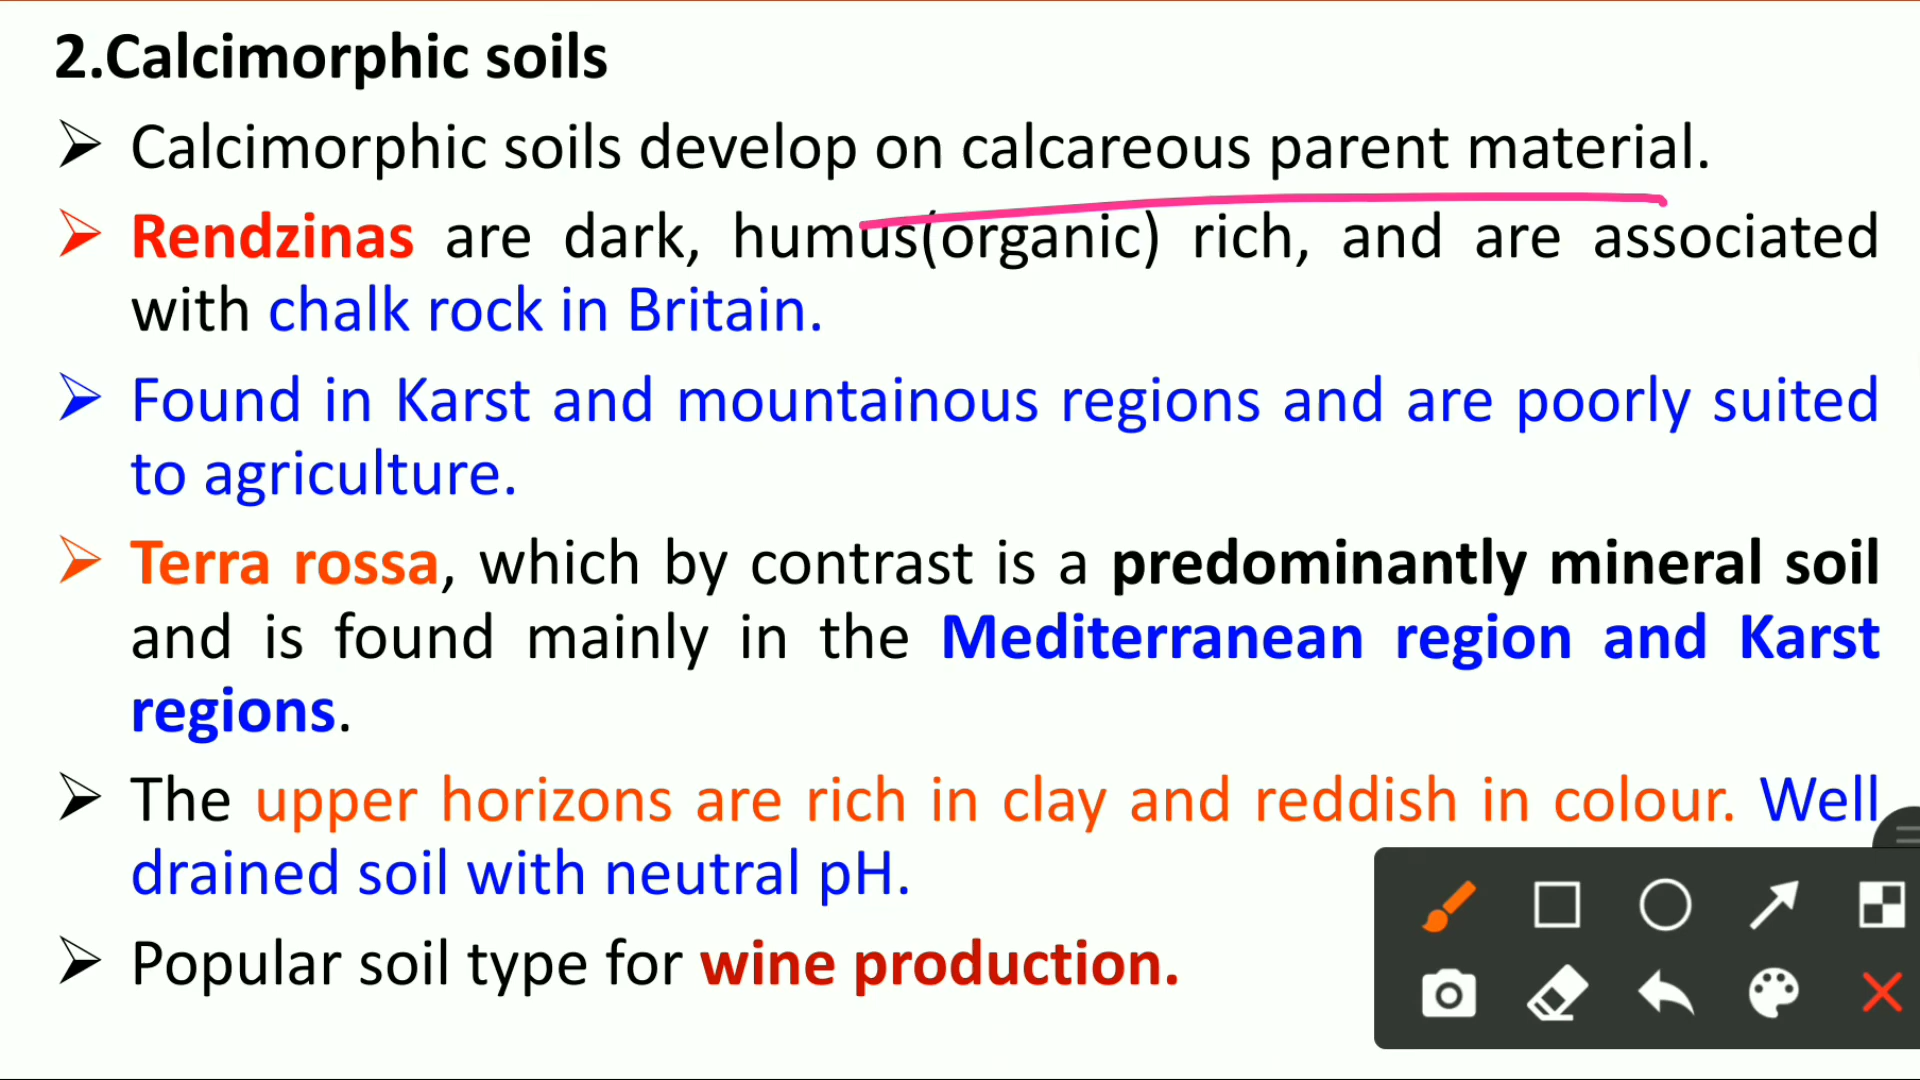 2.Calcimorphic soils
➢ Calcimorphic soils develop on calcareous parent material.
➢ Rendzinas are dark, humus(organic) rich, and are associated
with chalk rock in Britain.
➢ Found in Karst and mountainous regions and are poorly suited
to agriculture.
➢ Terra rossa, which by contrast is a predominantly mineral soil
and is found mainly in the Mediterranean region and Karst
regions.
➢ The upper horizons are rich in clay and reddish in colour. Well
drained soil with neutral pH.
➢ Popular soil type for wine production.